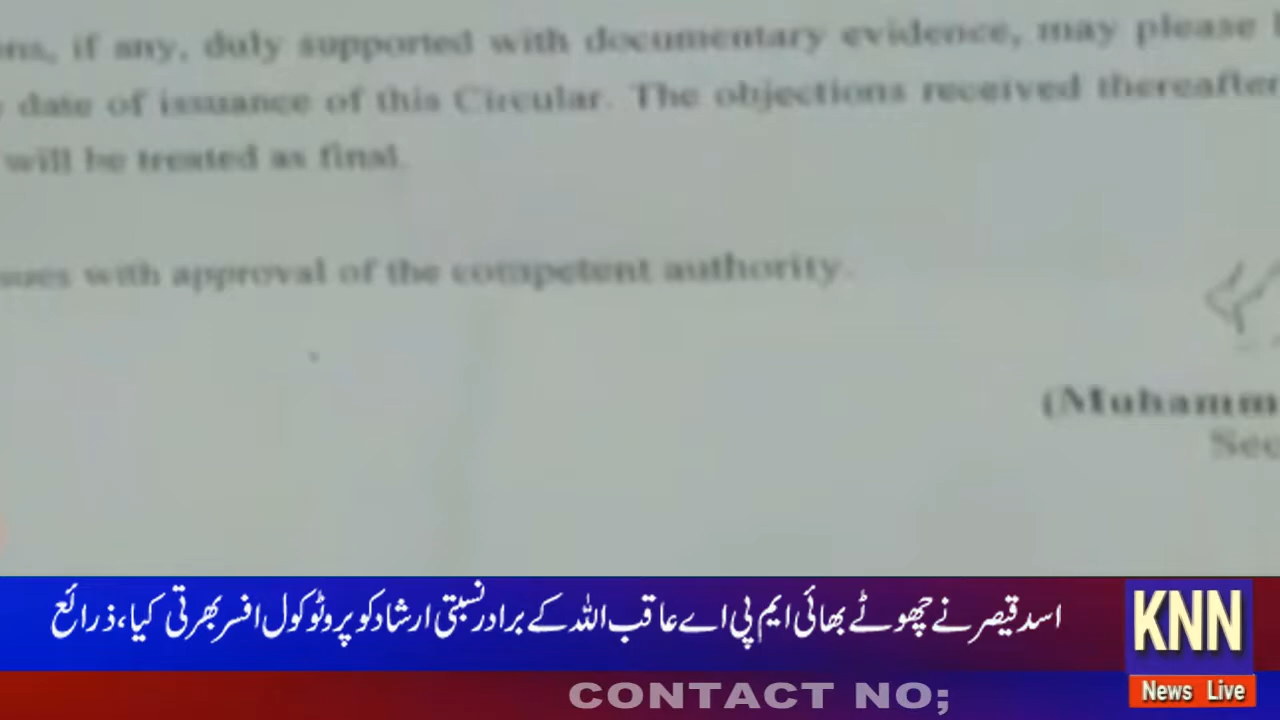 ons, if any, duly supported with documentary evidence, may please
date of issuance of this Circular. The objections received thereafter
will be treated as final.
sues with approval of the competent authority.
(Muhamm
Sec
اسد قیصر نے چھوٹے بھائی ایم پی اے عاقب اللہ کے برادر نسبتی ارشاد کو پروٹوکول افسر بھرتی کیا، ذرائع
KNN
News Live
CONTACT NO;